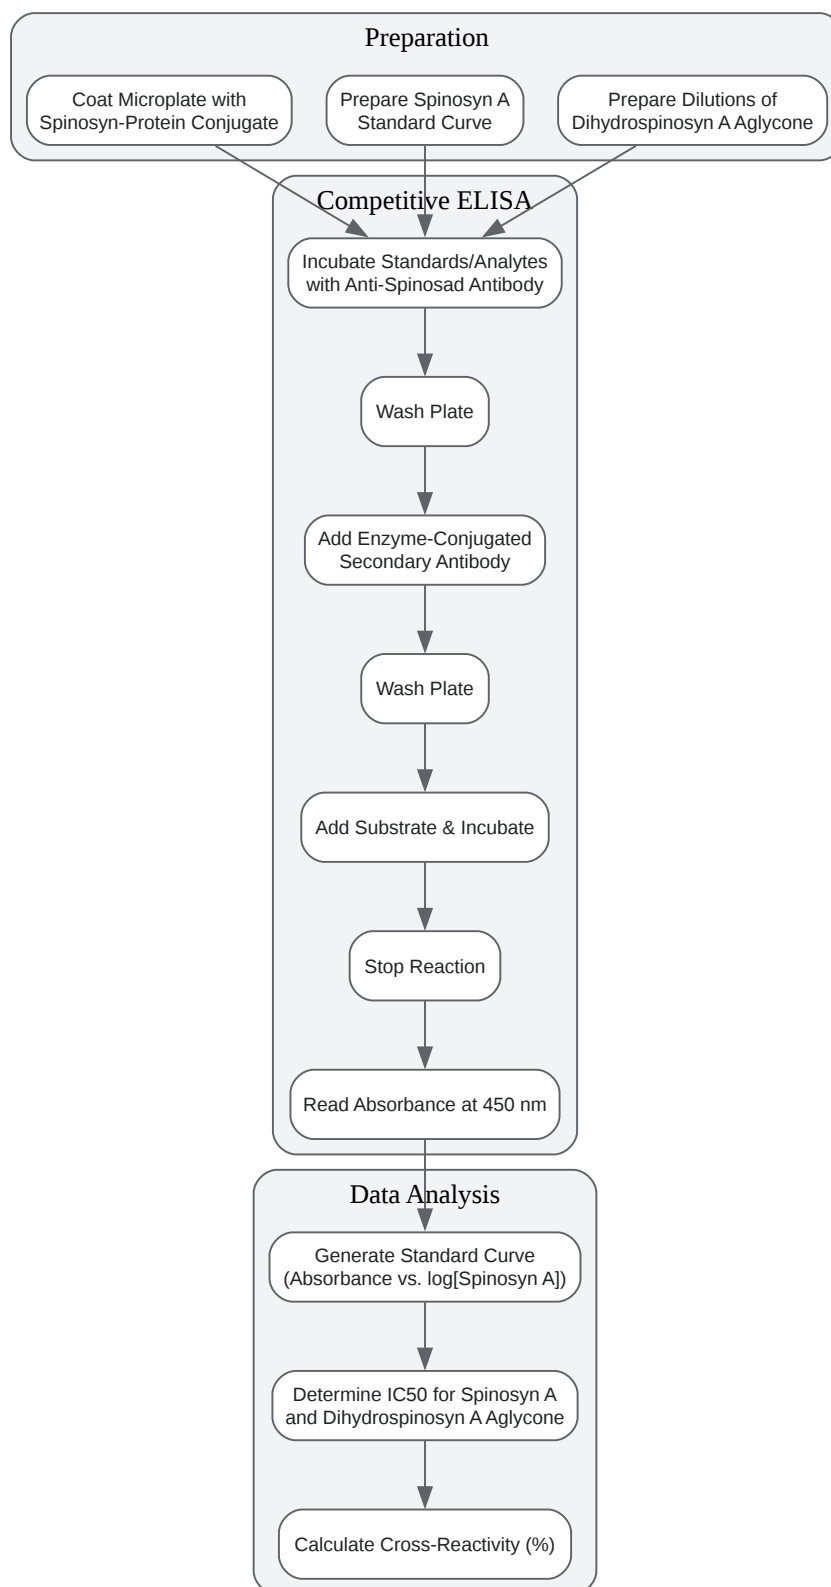 Preparation
Coat Microplate with
Spinosyn-Protein Conjugate
Prepare Spinosyn A
Standard Curve
Prepare Dilutions of
Dihydrospinosyn A Aglycone
Competitive ELISA
Incubate Standards/Analytes
with Anti-Spinosad Antibody
Wash Plate
Add Enzyme-Conjugated
Secondary Antibody
Wash Plate
Add Substrate & Incubate
Stop Reaction
Read Absorbance at 450 nm
Data Analysis
Generate Standard Curve
(Absorbance vs. log[Spinosyn A])
Determine IC50 for Spinosyn A
and Dihydrospinosyn A Aglycone
Calculate Cross-Reactivity (%)